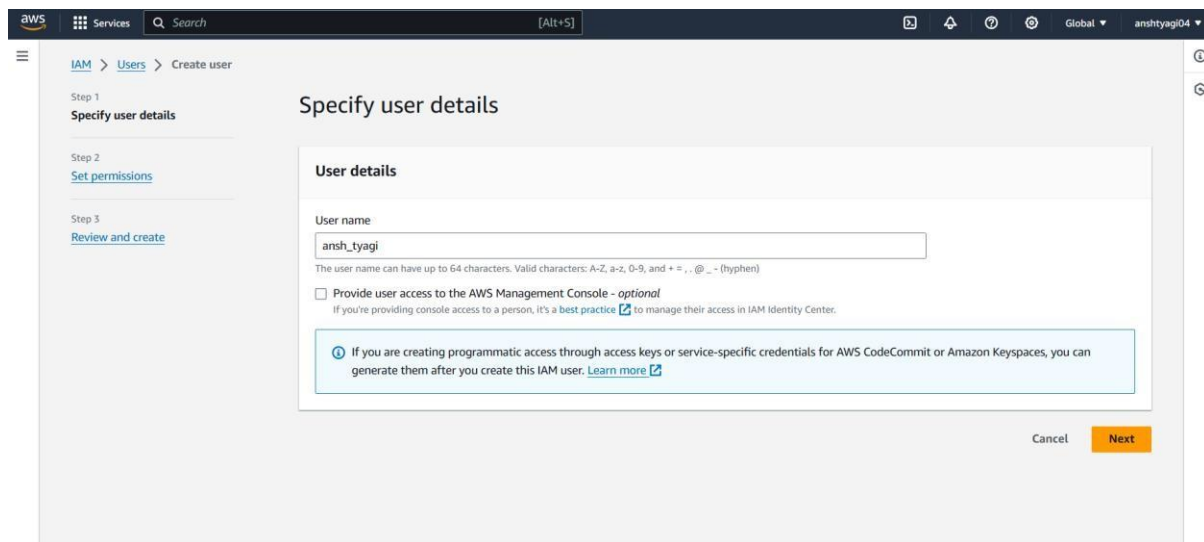 aws Services Search [Alt+S] Global anshtyagi04
IAM > Users > Create user
Step 1
Specify user details
Step 2
Set permissions
Step 3
Review and create
Specify user details
User details
User name
ansh_tyagi
The user name can have up to 64 characters. Valid characters: A-Z, a-z, 0-9, and + = , . @ _ - (hyphen)
Provide user access to the AWS Management Console - optional
If you're providing console access to a person, it's a best practice to manage their access in IAM Identity Center.
If you are creating programmatic access through access keys or service-specific credentials for AWS CodeCommit or Amazon Keyspaces, you can
generate them after you create this IAM user. Learn more
Cancel Next